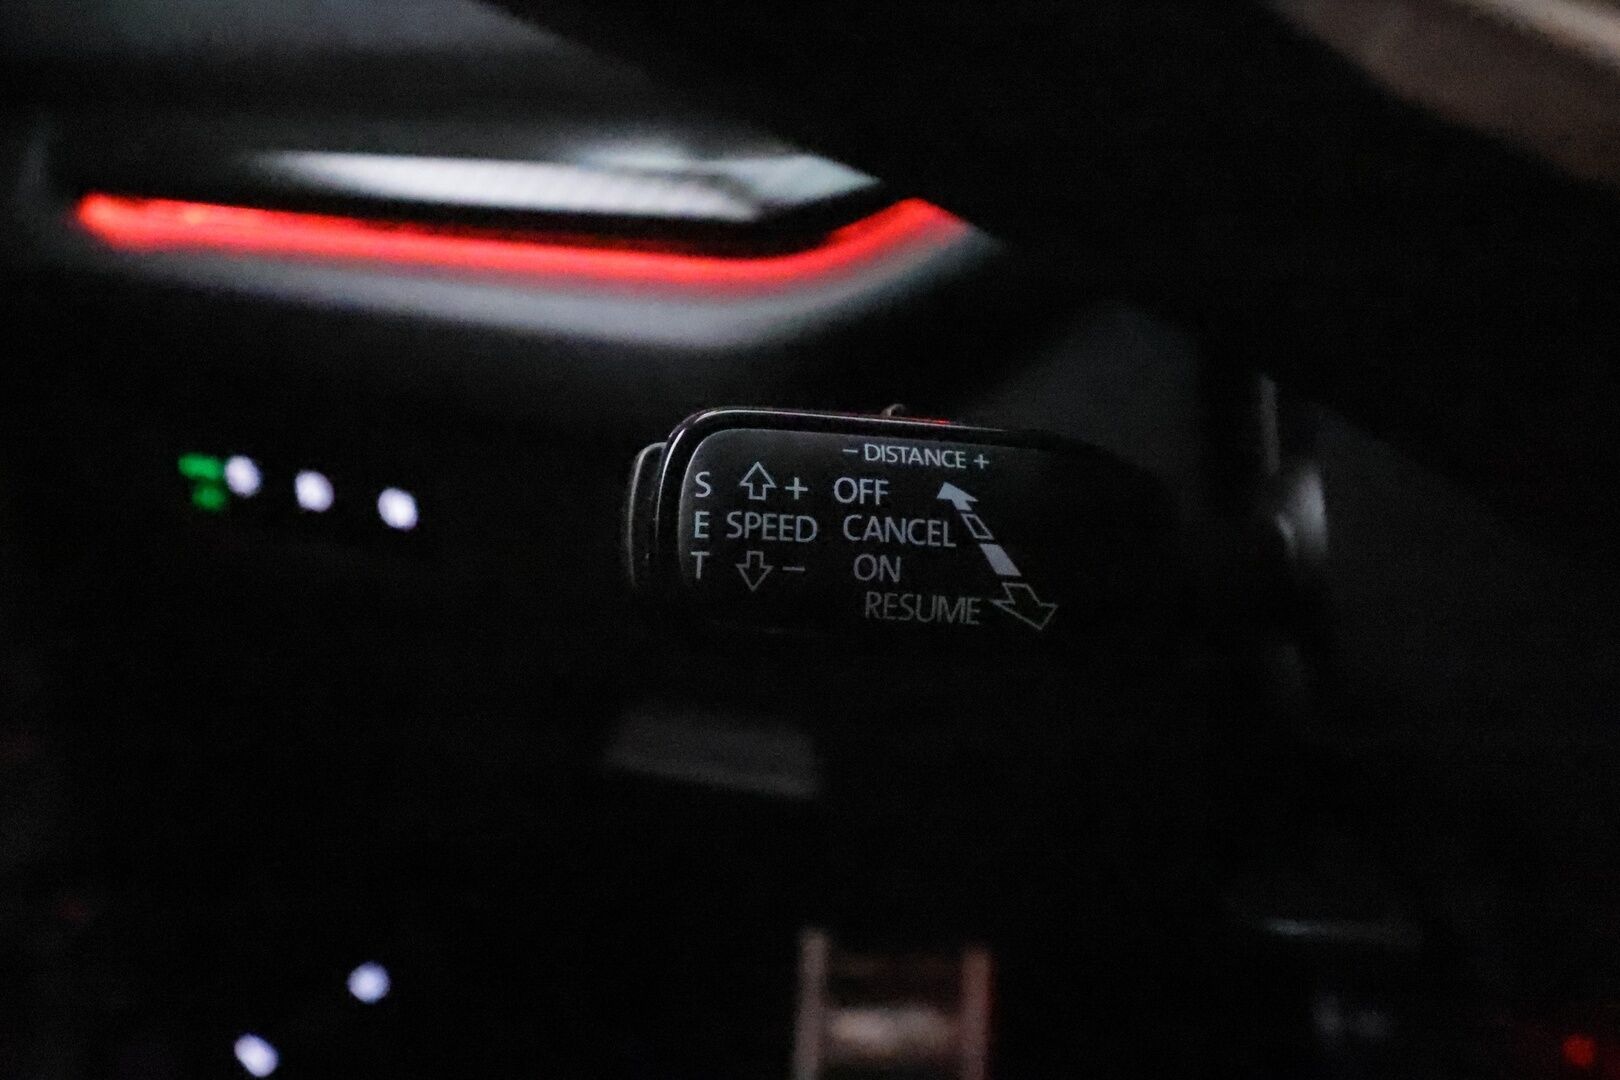 − DISTANCE +
S + OFF
E SPEED CANCEL
T − ON
RESUME